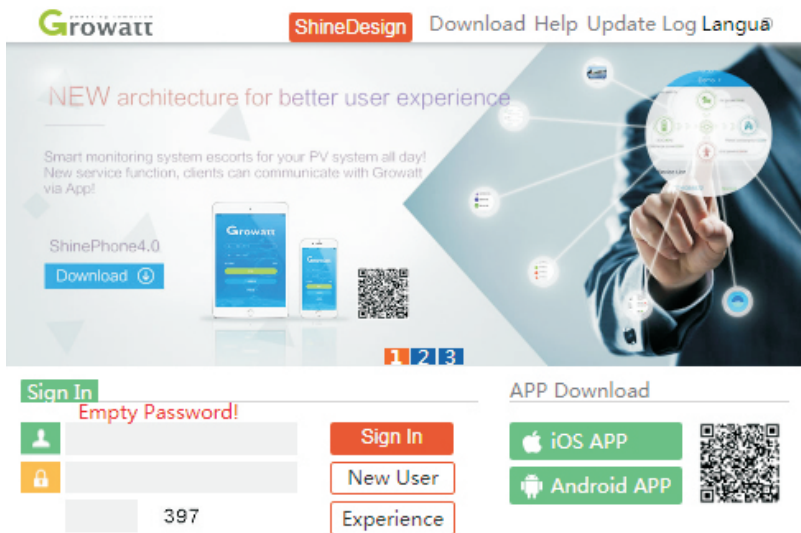 Growatt
ShineDesign Download Help Update Log Langua
NEW architecture for better user experience
Smart monitoring system escorts for your PV system all day!
New service function, clients can communicate with Growatt
via App!
Growatt
ShinePhone4.0
Download
1 2 3
Sign In
APP Download
Empty Password!
Sign In
iOS APP
New User
Android APP
397
Experience